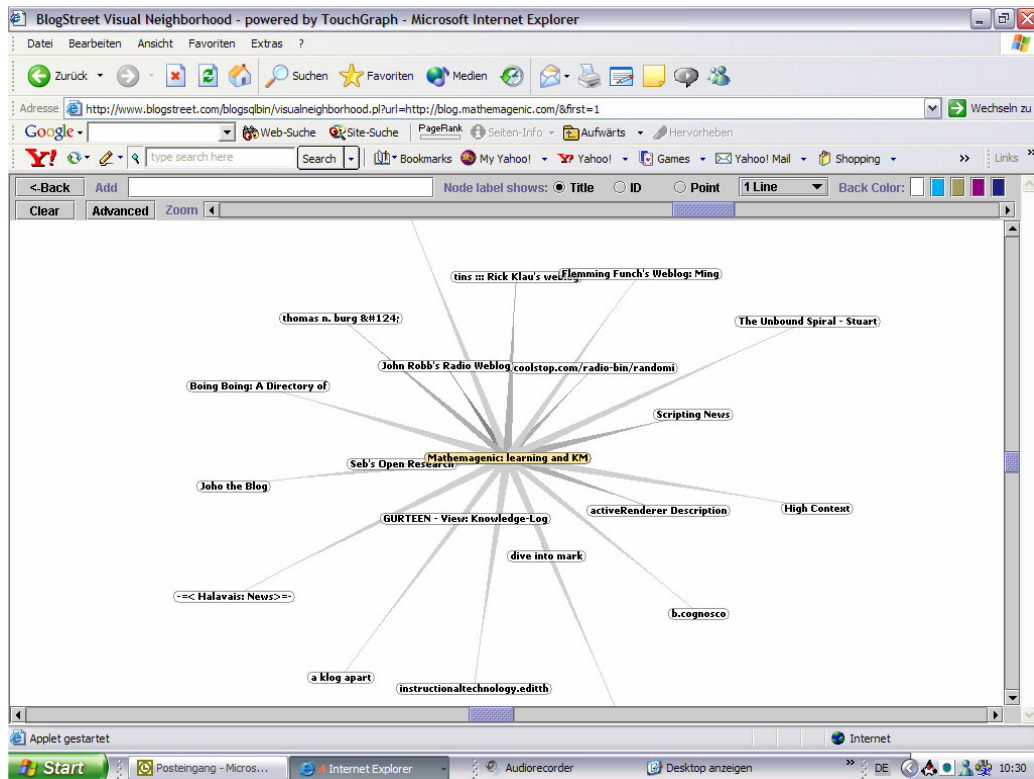 BlogStreet Visual Neighborhood - powered by TouchGraph - Microsoft Internet Explorer
Datei Bearbeiten Ansicht Favoriten Extras ?
Zurück Suchen Favoriten Medien
Adresse http://www.blogstreet.com/blogsqlbin/visualneighborhood.pl?url=http://blog.mathemagenic.com/&first=1 Wechseln zu
Google Web-Suche Site-Suche PageRank Seiten-Info Aufwärts Hervorheben
Y! type search here Search Bookmarks My Yahoo! Yahoo! Games Yahoo! Mail Shopping » Links »
<-Back Add Node label shows: Title ID Point 1 Line Back Color:
Clear Advanced Zoom
tins ::: Rick Klau's weblog Flemming Funch's Weblog: Ming
thomas n. burg &#124; The Unbound Spiral - Stuart
John Robb's Radio Weblog coolstop.com/radio-bin/randomi
Boing Boing: A Directory of
Scripting News
Mathemagenic: learning and KM
Seb's Open Research
Joho the Blog
High Context
activeRenderer Description
GURTEEN - View: Knowledge-Log
dive into mark
-=< Halavais: News>=-
b.cognosco
a klog apart
instructionaltechnology.editth
Applet gestartet Internet
Start Posteingang - Micros... 4 Internet Explorer Audiorecorder Desktop anzeigen » DE 10:30